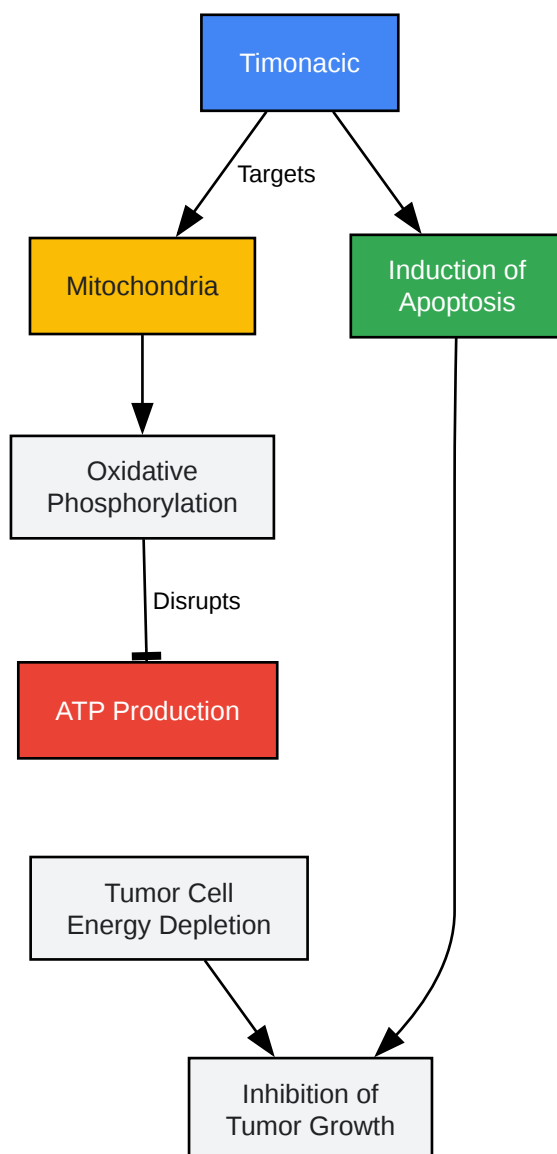 Timonacic
Targets
Mitochondria
Induction of
Apoptosis
Oxidative
Phosphorylation
Disrupts
ATP Production
Tumor Cell
Energy Depletion
Inhibition of
Tumor Growth